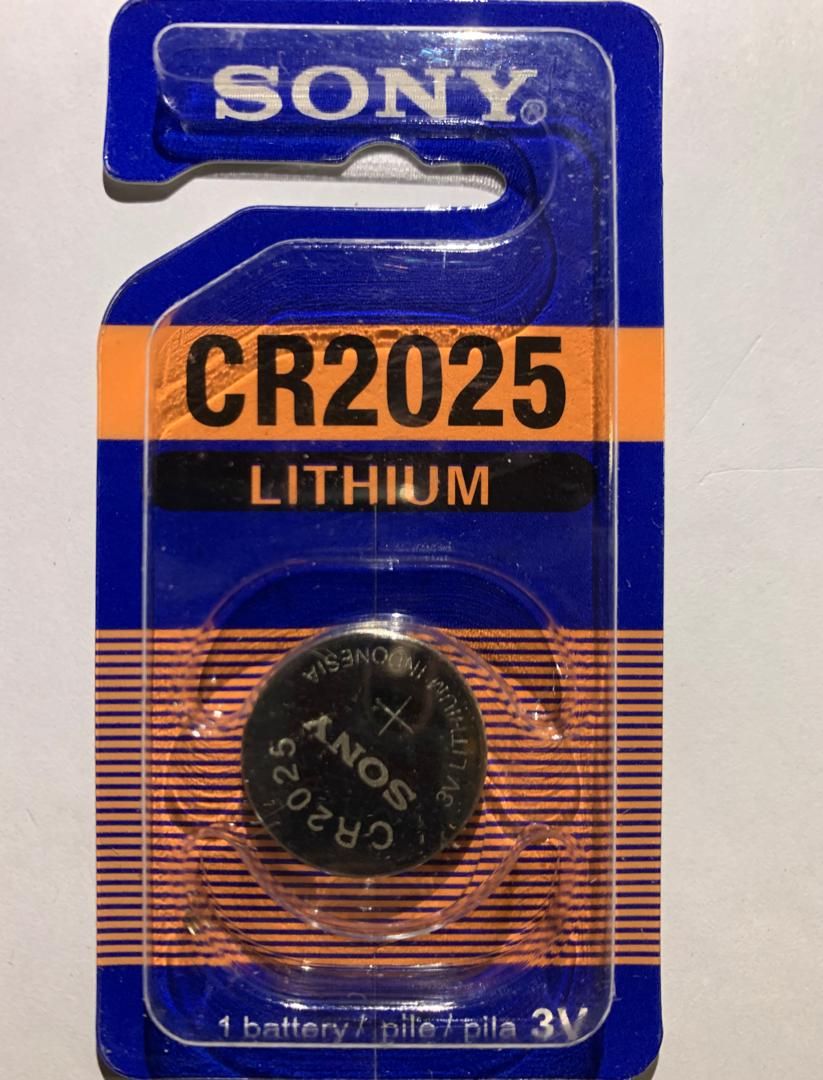 SONY®
CR2025
LITHIUM
INDONESIA
3V LITHIUM
+
SONY
CR2025
1 battery / pile / pila 3V